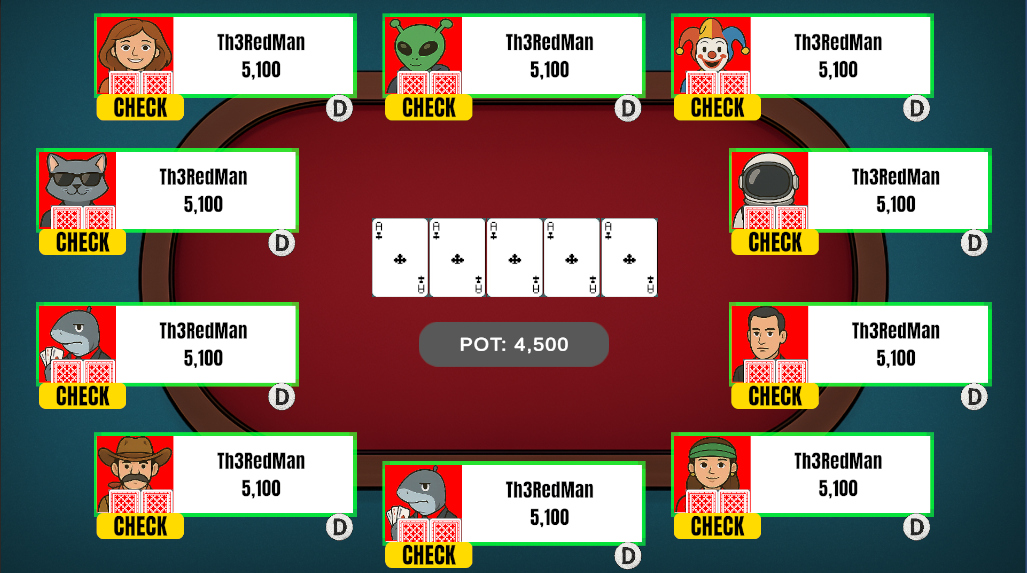 Th3RedMan
5,100
CHECK
D
Th3RedMan
5,100
CHECK
D
Th3RedMan
5,100
CHECK
D
Th3RedMan
5,100
CHECK
D
Th3RedMan
5,100
CHECK
D
A
A
A
A
A
A
A
A
A
A
POT: 4,500
Th3RedMan
5,100
CHECK
D
Th3RedMan
5,100
CHECK
D
Th3RedMan
5,100
CHECK
D
Th3RedMan
5,100
CHECK
D
Th3RedMan
5,100
CHECK
D